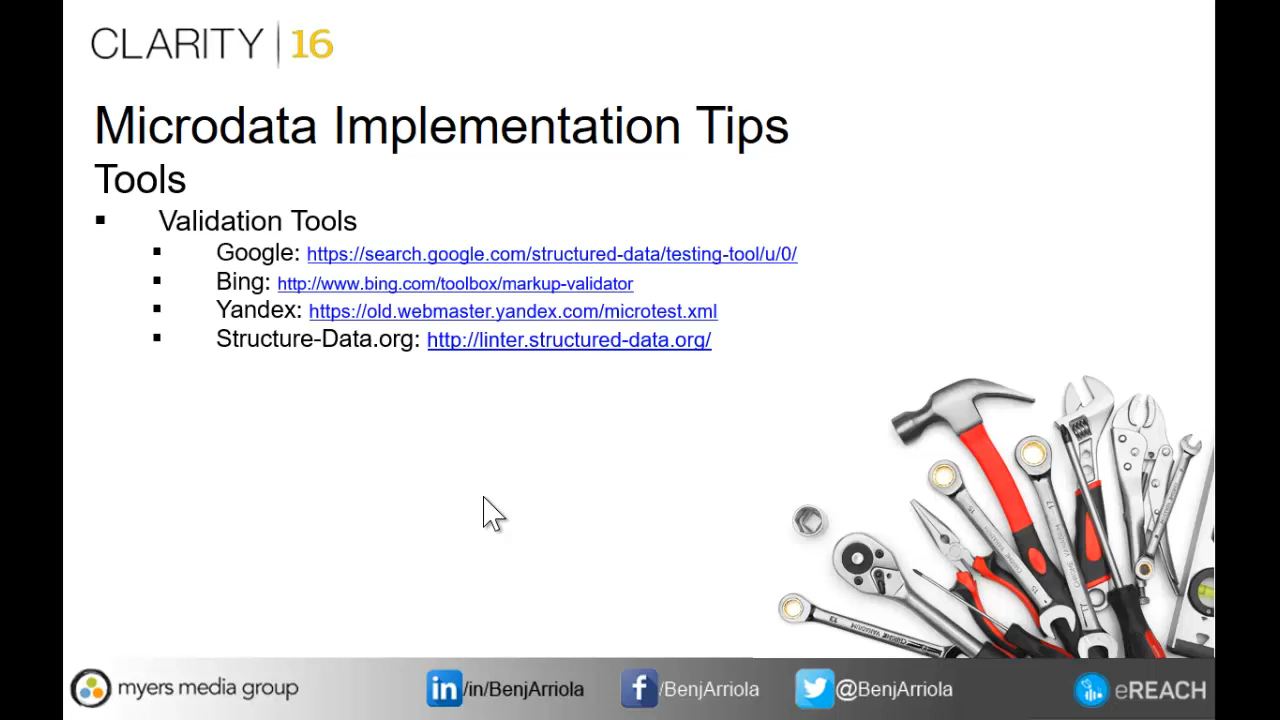 CLARITY | 16
Microdata Implementation Tips
Tools
▪ Validation Tools
▪ Google: https://search.google.com/structured-data/testing-tool/u/0/
▪ Bing: http://www.bing.com/toolbox/markup-validator
▪ Yandex: https://old.webmaster.yandex.com/microtest.xml
▪ Structure-Data.org: http://linter.structured-data.org/
myers media group in/in/BenjArriola f/BenjArriola @BenjArriola eREACH